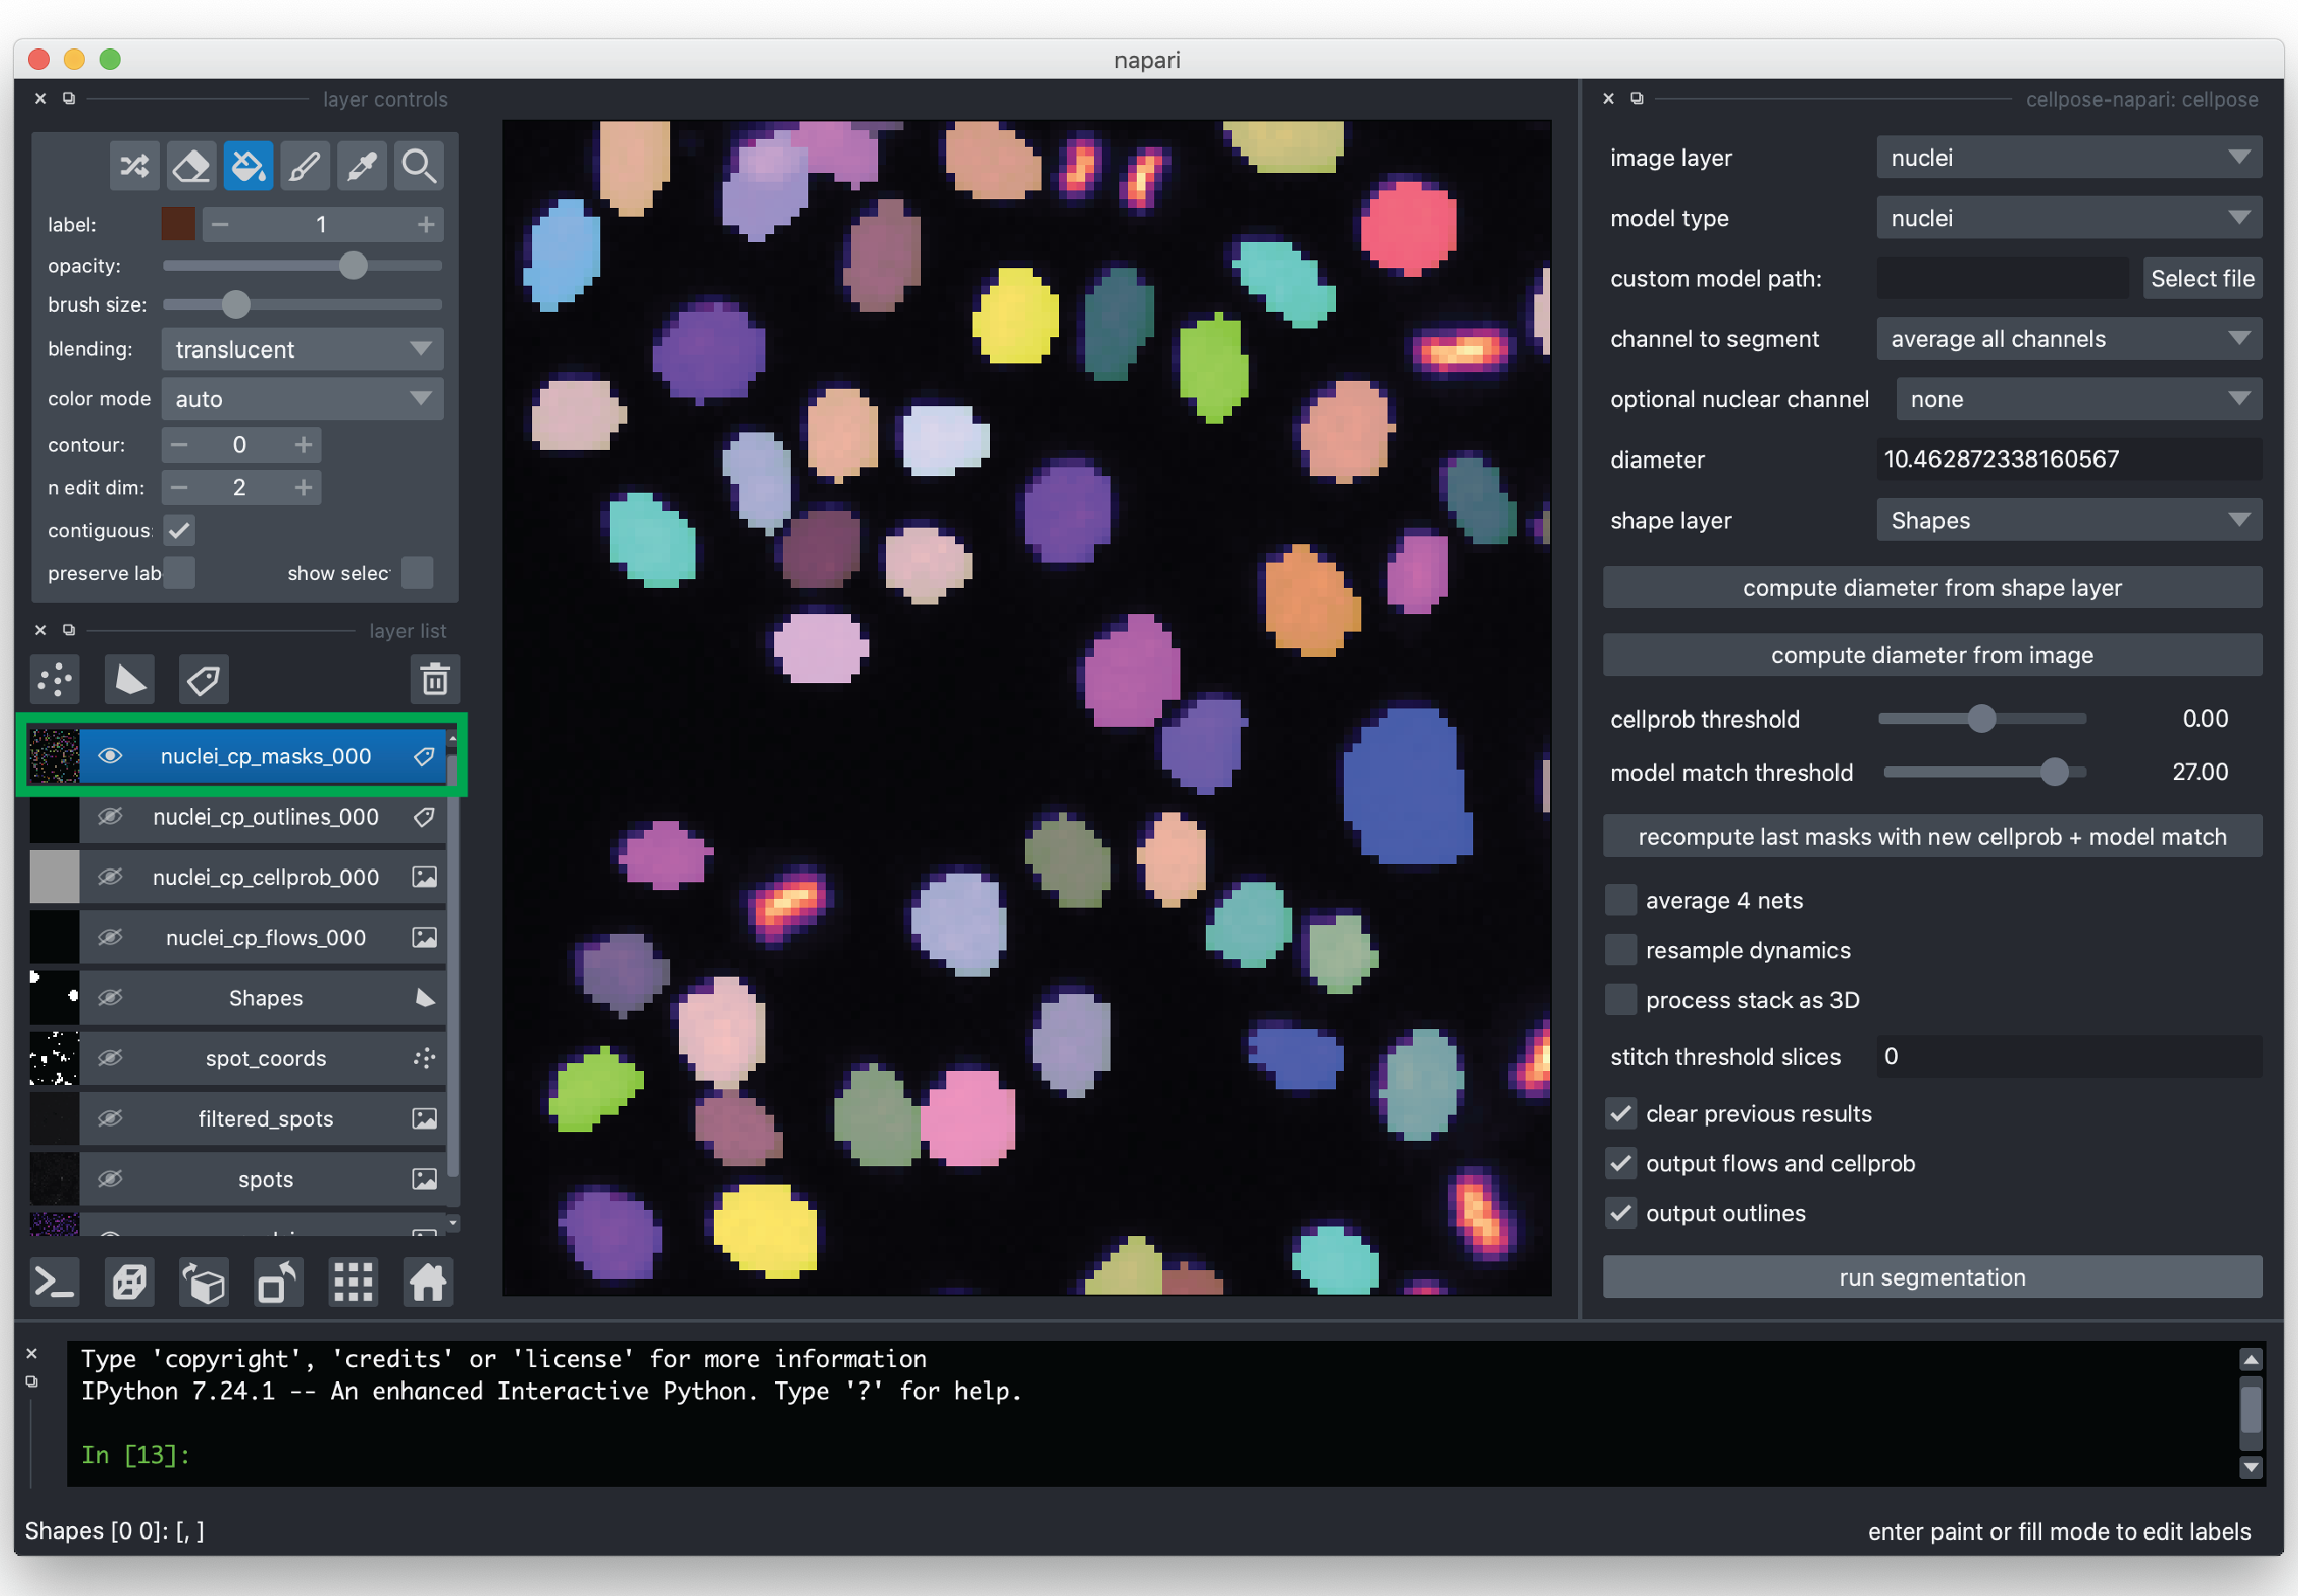 napari
layer controls
label:
1
opacity:
brush size:
blending:
translucent
color mode
auto
contour:
0
n edit dim:
2
contiguous:
preserve lab
show selec
layer list
nuclei_cp_masks_000
nuclei_cp_outlines_000
nuclei_cp_cellprob_000
nuclei_cp_flows_000
Shapes
spot_coords
filtered_spots
spots
cellpose-napari: cellpose
image layer
nuclei
model type
nuclei
custom model path:
Select file
channel to segment
average all channels
optional nuclear channel
none
diameter
10.462872338160567
shape layer
Shapes
compute diameter from shape layer
compute diameter from image
cellprob threshold
0.00
model match threshold
27.00
recompute last masks with new cellprob + model match
average 4 nets
resample dynamics
process stack as 3D
stitch threshold slices
0
clear previous results
output flows and cellprob
output outlines
run segmentation
Type 'copyright', 'credits' or 'license' for more information
IPython 7.24.1 -- An enhanced Interactive Python. Type '?' for help.
In [13]:
Shapes [0 0]: [, ]
enter paint or fill mode to edit labels